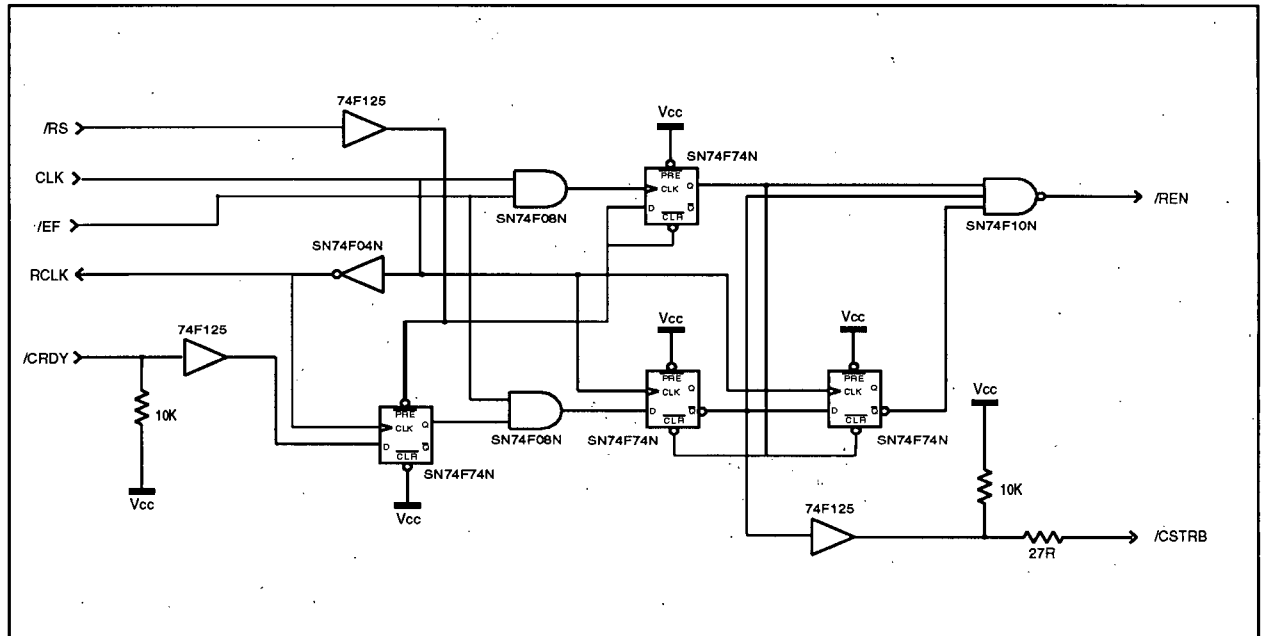 74F125
/RS
Vcc
SN74F74N
PRE
CLK
Q
D
Q
CLR
CLK
SN74F08N
/EF
/REN
SN74F10N
SN74F04N
RCLK
74F125
/CRDY
10K
Vcc
PRE
CLK
Q
D
Q
CLR
SN74F74N
Vcc
SN74F08N
Vcc
PRE
CLK
Q
D
Q
CLR
SN74F74N
Vcc
PRE
CLK
Q
D
Q
CLR
SN74F74N
Vcc
10K
74F125
27R
/CSTRB